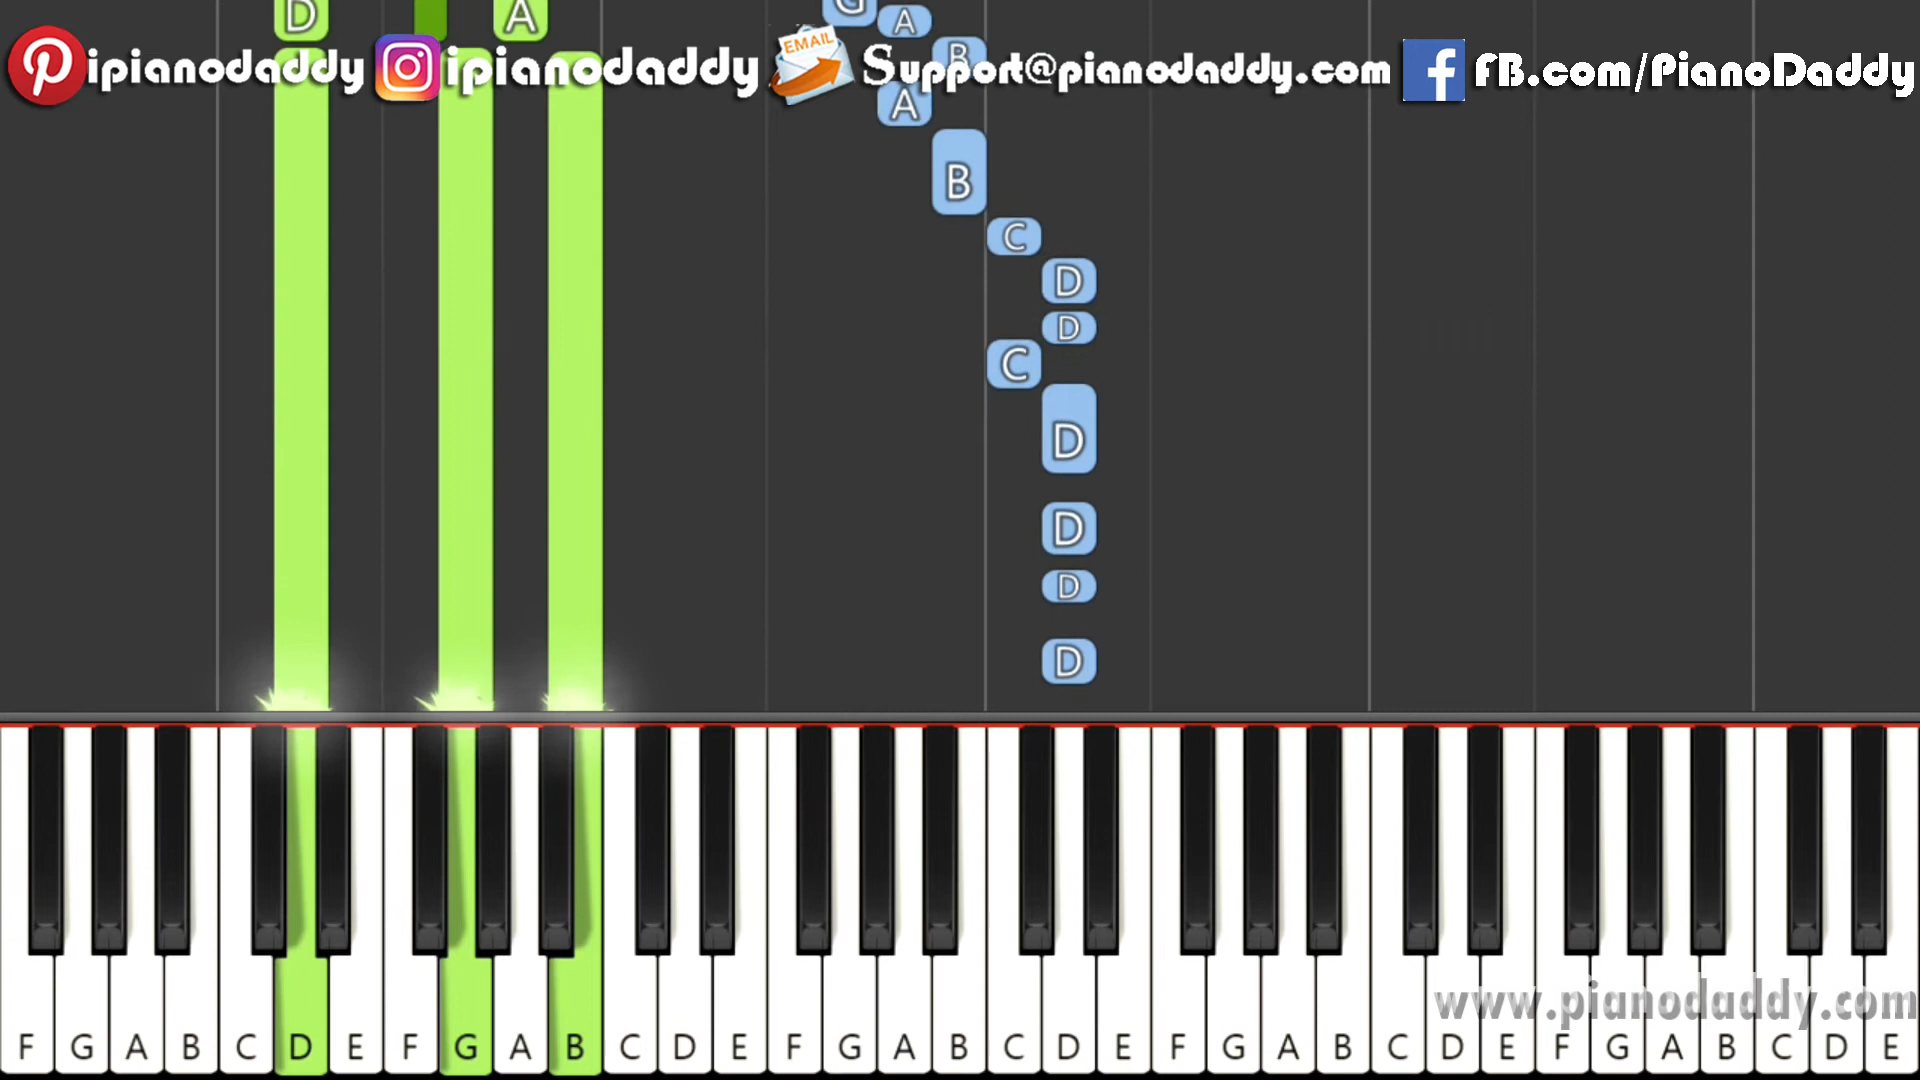 D A G A
ipianodaddy ipianodaddy EMAIL Support@pianodaddy.com f FB.com/PianoDaddy
B
A
B
C
D
D
C
D
D
D
D
www.pianodaddy.com
F G A B C D E F G A B C D E F G A B C D E F G A B C D E F G A B C D E